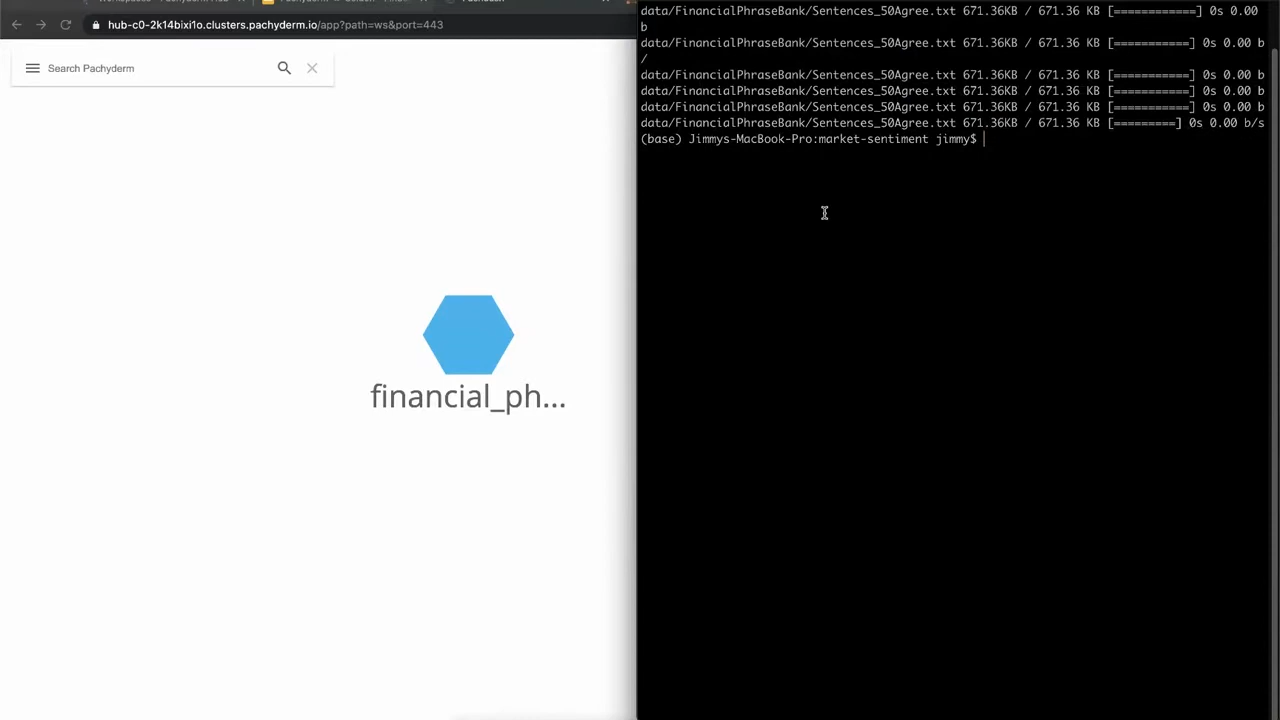 hub-c0-2k14bixi1o.clusters.pachyderm.io/app?path=ws&port=443
Search Pachyderm
financial_ph...
data/FinancialPhraseBank/Sentences_50Agree.txt 671.36KB / 671.36 KB [============] 0s 0.00
b
data/FinancialPhraseBank/Sentences_50Agree.txt 671.36KB / 671.36 KB [===========] 0s 0.00 b
/
data/FinancialPhraseBank/Sentences_50Agree.txt 671.36KB / 671.36 KB [===========] 0s 0.00 b
data/FinancialPhraseBank/Sentences_50Agree.txt 671.36KB / 671.36 KB [===========] 0s 0.00 b
data/FinancialPhraseBank/Sentences_50Agree.txt 671.36KB / 671.36 KB [===========] 0s 0.00 b
data/FinancialPhraseBank/Sentences_50Agree.txt 671.36KB / 671.36 KB [=========] 0s 0.00 b/s
(base) Jimmys-MacBook-Pro:market-sentiment jimmy$